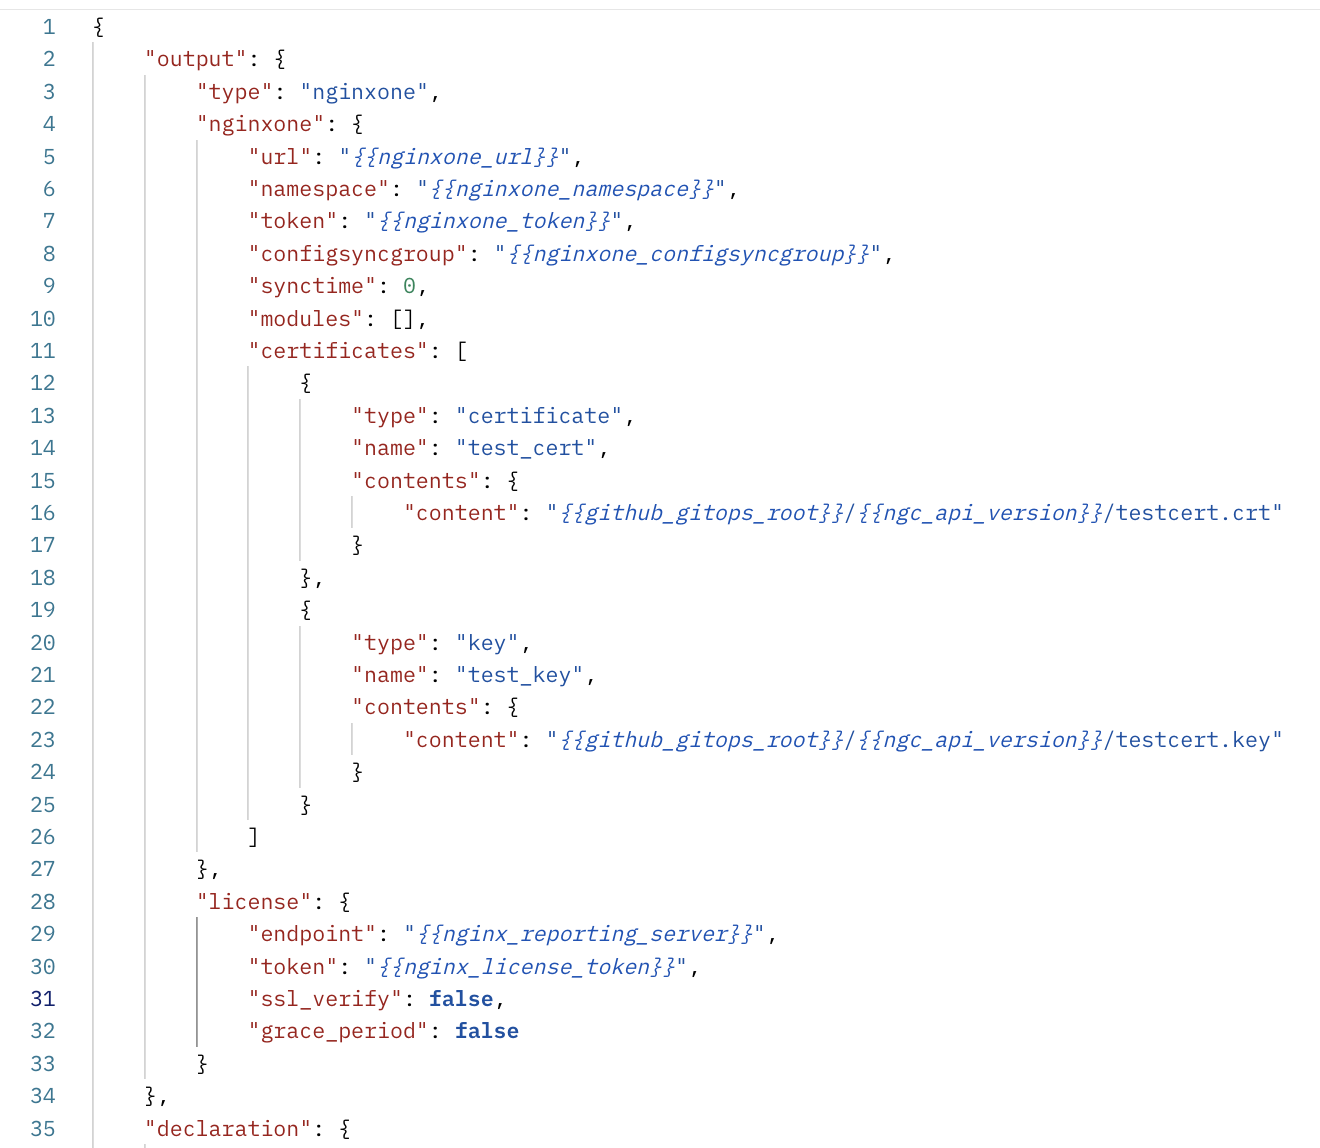 1 {
2     "output": {
3         "type": "nginxone",
4         "nginxone": {
5             "url": "{{nginxone_url}}",
6             "namespace": "{{nginxone_namespace}}",
7             "token": "{{nginxone_token}}",
8             "configsyncgroup": "{{nginxone_configsyncgroup}}",
9             "synctime": 0,
10             "modules": [],
11             "certificates": [
12                 {
13                     "type": "certificate",
14                     "name": "test_cert",
15                     "contents": {
16                         "content": "{{github_gitops_root}}/{{ngc_api_version}}/testcert.crt"
17                     }
18                 },
19                 {
20                     "type": "key",
21                     "name": "test_key",
22                     "contents": {
23                         "content": "{{github_gitops_root}}/{{ngc_api_version}}/testcert.key"
24                     }
25                 }
26             ]
27         },
28         "license": {
29             "endpoint": "{{nginx_reporting_server}}",
30             "token": "{{nginx_license_token}}",
31             "ssl_verify": false,
32             "grace_period": false
33         }
34     },
35     "declaration": {